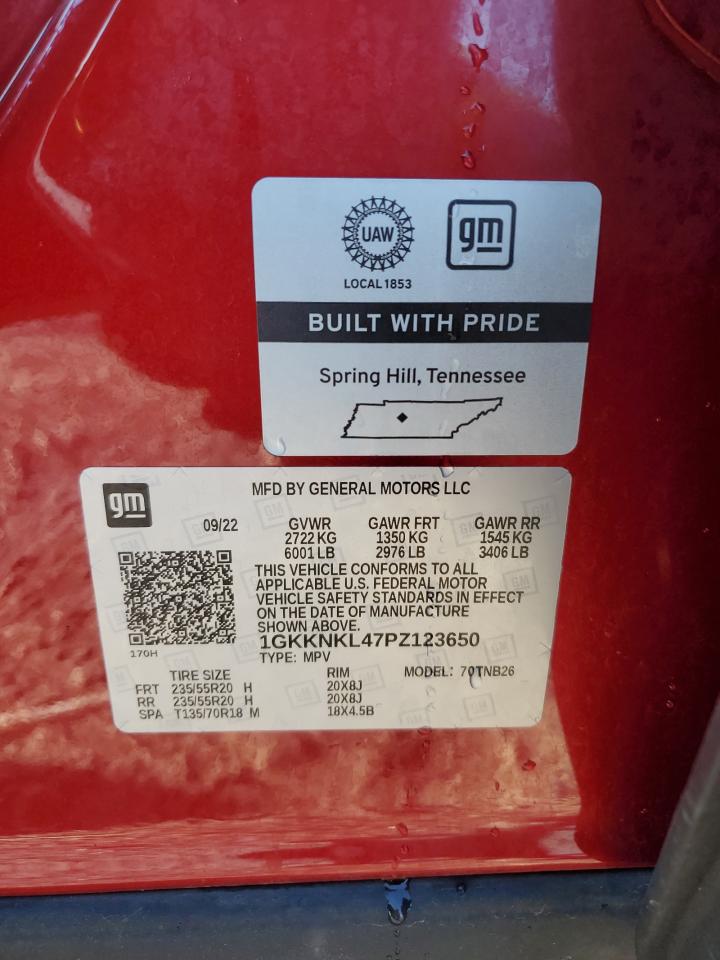 UAW
gm
LOCAL 1853
BUILT WITH PRIDE
Spring Hill, Tennessee
gm
MFD BY GENERAL MOTORS LLC
09/22 GVWR GAWR FRT GAWR RR
2722 KG 1350 KG 1545 KG
6001 LB 2976 LB 3406 LB
THIS VEHICLE CONFORMS TO ALL
APPLICABLE U.S. FEDERAL MOTOR
VEHICLE SAFETY STANDARDS IN EFFECT
ON THE DATE OF MANUFACTURE
SHOWN ABOVE.
1GKKNKL47PZ123650
170H
TYPE: MPV
TIRE SIZE RIM MODEL: 70TNB26
FRT 235/55R20 H 20X8J
RR 235/55R20 H 20X8J
SPA T135/70R18 M 18X4.5B